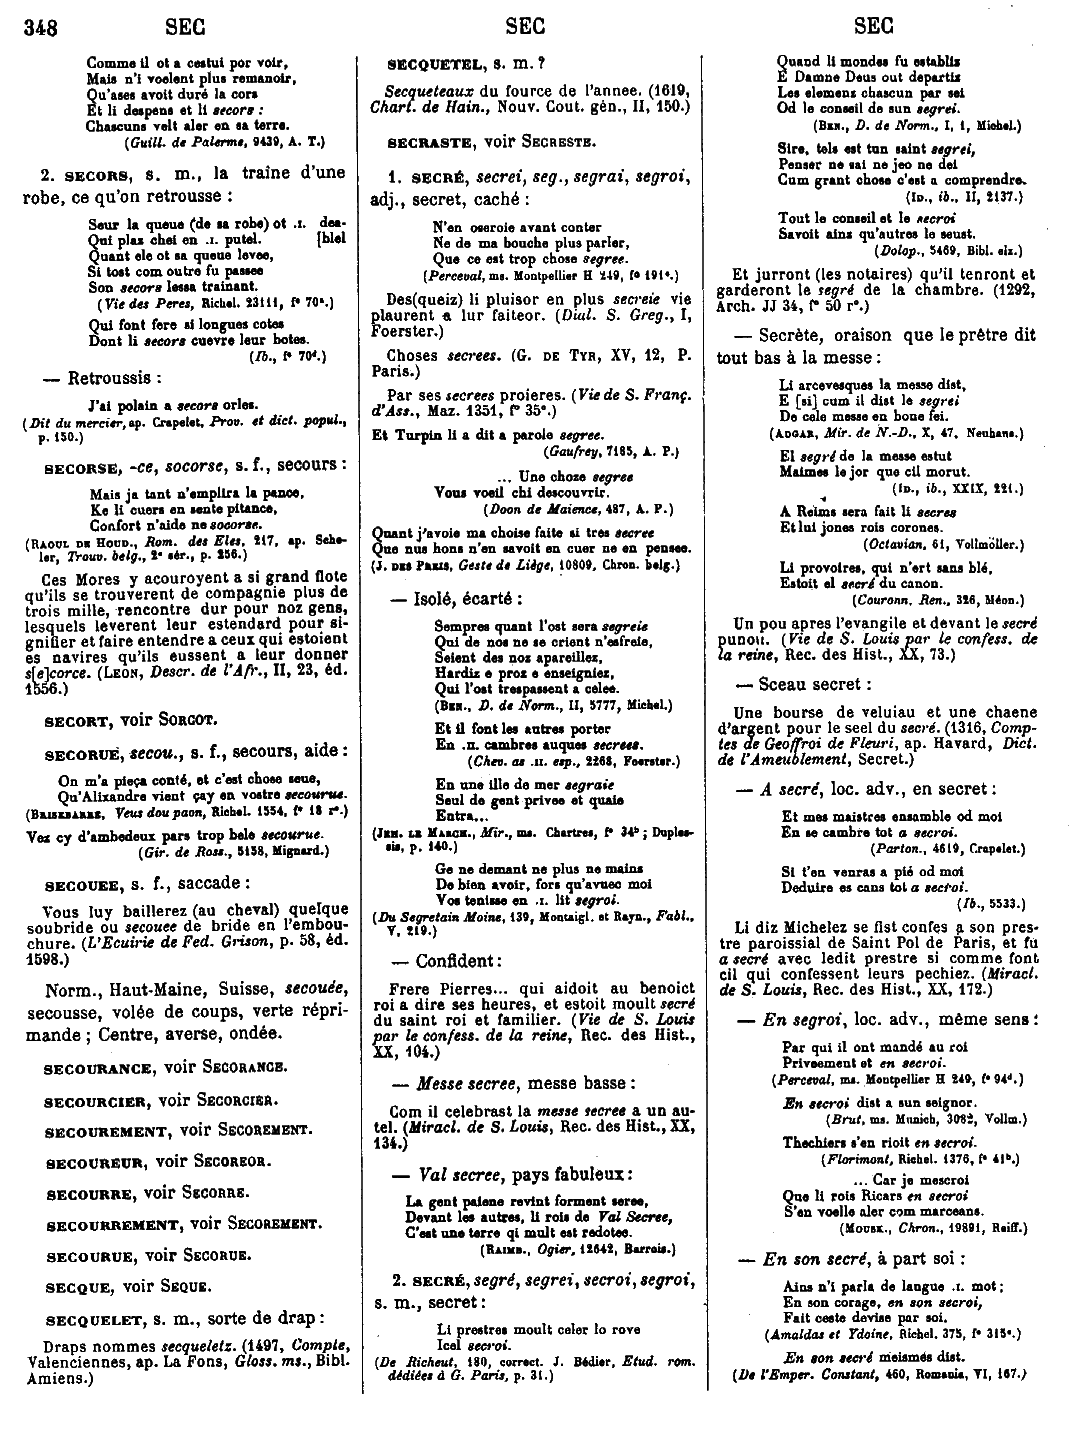 348 SEC SEC SEC
Comme il ot a cestui por voir,
Mais n'i voelent plus remanoir,
Qu'ases avoit duré la cors
Et li despens et li secors :
Chascuns velt aler en sa terre.
(Guill. de Palerme, 9439, A. T.)
2. SECORS, s. m., la traîne d'une
robe, ce qu'on retrousse :
Seur la queue (de sa robe) ot .I. dea-
Qui plas chei en .I. putel. [blel
Quant ele ot sa queue levee,
Si tost com outre fu passee
Son secors lessa trainant.
(Vie des Peres, Richel. 23111, f° 70ª.)
Qui font fere si longues cotes
Dont li secors cuevre leur botes.
(Ib., f° 70ᵈ.)
— Retroussis :
J'ai polain a secors orles.
(Dit du mercier, ap. Crapelet, Prov. et dict. popul.,
p. 150.)
SECORSE, -ce, socorse, s. f., secours :
Mais ja tant n'emplira la pance,
Ke li cuers en sente pitance,
Confort n'aide ne socorse.
(RAOUL DE HOUD., Rom. des Eles, 217, ap. Sche-
ler, Trouv. belg., 2ᵉ sér., p. 256.)
Ces Mores y acouroyent a si grand flote
qu'ils se trouverent de compagnie plus de
trois mille, rencontre dur pour noz gens,
lesquels leverent leur estendard pour si-
gnifier et faire entendre a ceux qui estoient
es navires qu'ils eussent a leur donner
s[e]corce. (LEON, Descr. de l'Afr., II, 23, éd.
1556.)
SECORT, voir SORCOT.
SECORUE, secou., s. f., secours, aide :
On m'a pieça conté, et c'est chose seue,
Qu'Alixandre vient çay en vostre secourue.
(BRISEBARRE, Veus dou paon, Richel. 1554, f° 18 r°.)
Vez cy d'ambedeux pars trop bele secourue.
(Gir. de Ross., 5158, Mignard.)
SECOUEE, s. f., saccade :
Vous luy baillerez (au cheval) quelque
soubride ou secouee de bride en l'embou-
chure. (L'Ecuirie de Fed. Grison, p. 58, éd.
1598.)
Norm., Haut-Maine, Suisse, secouée,
secousse, volée de coups, verte répri-
mande ; Centre, averse, ondée.
SECOURANCE, voir SECORANCE.
SECOURCIER, voir SECORCIER.
SECOUREMENT, voir SECOREMENT.
SECOUREUR, voir SECOREOR.
SECOURRE, voir SECORRE.
SECOURREMENT, voir SECOREMENT.
SECOURUE, voir SECORUE.
SECQUE, voir SEQUE.
SECQUELET, s. m., sorte de drap :
Draps nommes secqueletz. (1497, Compte,
Valenciennes, ap. La Fons, Gloss. ms., Bibl.
Amiens.)
SECQUETEL, s. m. ?
Secqueteaux du fource de l'annee. (1619,
Chart. de Hain., Nouv. Cout. gén., II, 150.)
SECRASTE, voir SECRESTE.
1. SECRÉ, secrei, seg., segrai, segroi,
adj., secret, caché :
N'en oseroie avant conter
Ne de ma bouche plus parler,
Que ce est trop chose segree.
(Perceval, ms. Montpellier H 249, f° 191ª.)
Des(queiz) li pluisor en plus secreie vie
plaurent a lur faiteor. (Dial. S. Greg., I,
Foerster.)
Choses secrees. (G. DE TYR, XV, 12, P.
Paris.)
Par ses secrees proieres. (Vie de S. Franç.
d'Ass., Maz. 1351, f° 35ª.)
Et Turpin li a dit a parole segree.
(Gaufrey, 7185, A. P.)
... Une choze segree
Vous voeil chi descouvrir.
(Doon de Maience, 487, A. P.)
Quant j'avoie ma choise faite si tres secree
Que nus hons n'en savoit en cuer ne en pensee.
(J. DES PREIS, Geste de Liége, 10809, Chron. belg.)
— Isolé, écarté :
Sempres quant l'ost sera segreie
Qui de nos ne se crient n'esfreie,
Seient des noz apareillez,
Hardiz e proz e enseigniez,
Qui l'ost trespassent a celee.
(BEN., D. de Norm., II, 5777, Michel.)
Et il font les autres porter
En .II. cambres auques secrees.
(Chev. as .II. esp., 2268, Foerster.)
En une ille de mer segraie
Seul de gent privee et quaie
Entra...
(JEH. LE MARCH., Mir., ms. Chartres, f° 34ᵇ ; Duples-
sis, p. 140.)
Ge ne demant ne plus ne mains
De bien avoir, fors qu'avuec moi
Vos tenisse en .I. lit segroi.
(Du Segretain Moine, 139, Montaigl. et Rayn., Fabl.,
V, 219.)
— Confident :
Frere Pierres... qui aidoit au benoict
roi a dire ses heures, et estoit moult secré
du saint roi et familier. (Vie de S. Louis
par le confess. de la reine, Rec. des Hist.,
XX, 104.)
— Messe secree, messe basse :
Com il celebrast la messe secree a un au-
tel. (Miracl. de S. Louis, Rec. des Hist., XX,
134.)
— Val secree, pays fabuleux :
La gent paiene revint forment seree,
Devant les autres, li rois de Val Secree,
C'est une terre qi mult est redotee.
(RAIMB., Ogier, 12642, Barrois.)
2. SECRÉ, segré, segrei, secroi, segroi,
s. m., secret :
Li prestres moult celer lo rove
Icel secroi.
(De Richeut, 180, correct. J. Bédier, Etud. rom.
dédiées à G. Paris, p. 31.)
Quand li mondes fu establis
E Damne Deus out departiz
Les elemens chascun par sei
Od le conseil de sun segrei.
(BEN., D. de Norm., I, 1, Michel.)
Sire, tels est tun saint segrei,
Penser ne sai ne jeo ne dei
Cum grant chose c'est a comprendre.
(ID., ib., II, 2137.)
Tout le conseil et le secroi
Savoit ainz qu'autres le seust.
(Dolop., 5469, Bibl. elz.)
Et jurront (les notaires) qu'il tenront et
garderont le segré de la chambre. (1292,
Arch. JJ 34, f° 50 r°.)
— Secrète, oraison que le prêtre dit
tout bas à la messe :
Li arcevesques la messe dist,
E [si] cum il dist le segrei
De cele messe en bone fei.
(ADGAR, Mir. de N.-D., X, 47, Neuhans.)
El segré de la messe estut
Maimes le jor que cil morut.
(ID., ib., XXIX, 221.)
A Reims sera fait li secres
Et lui jones rois corones.
(Octavian, 61, Vollmöller.)
Li provoires, qui n'ert sans blé,
Estoit el secré du canon.
(Couronn. Ren., 326, Méon.)
Un pou apres l'evangile et devant le secré
punou. (Vie de S. Louis par le confess. de
la reine, Rec. des Hist., XX, 73.)
— Sceau secret :
Une bourse de veluiau et une chaene
d'argent pour le seel du secré. (1316, Comp-
tes de Geoffroi de Fleuri, ap. Havard, Dict.
de l'Ameublement, Secret.)
— A secré, loc. adv., en secret :
Et mes maistres ensamble od moi
En se cambre tot a secroi.
(Parton., 4619, Crapelet.)
Si t'en venras a pié od moi
Deduire es cans tot a secroi.
(Ib., 5533.)
Li diz Michelez se fist confes a son pres-
tre paroissial de Saint Pol de Paris, et fu
a secré avec ledit prestre si comme font
cil qui confessent leurs pechiez. (Miracl.
de S. Louis, Rec. des Hist., XX, 172.)
— En segroi, loc. adv., même sens :
Par qui il ont mandé au roi
Priveement et en secroi.
(Perceval, ms. Montpellier H 249, f° 94ᵈ.)
En secroi dist a sun seignor.
(Brut, ms. Munich, 3082, Vollm.)
Thechiers s'en rioit en secroi.
(Florimont, Richel. 1376, f° 41ᵇ.)
... Car je mescroi
Que li rois Ricars en secroi
S'en voelle aler com marceans.
(MOUSK., Chron., 19891, Reiff.)
— En son secré, à part soi :
Ains n'i parla de langue .I. mot ;
En son corage, en son secroi,
Fait ceste devise par soi.
(Amaldas et Ydoine, Richel. 375, f° 315ᵉ.)
En son secré meismes dist.
(De l'Emper. Constant, 460, Romania, VI, 167.)